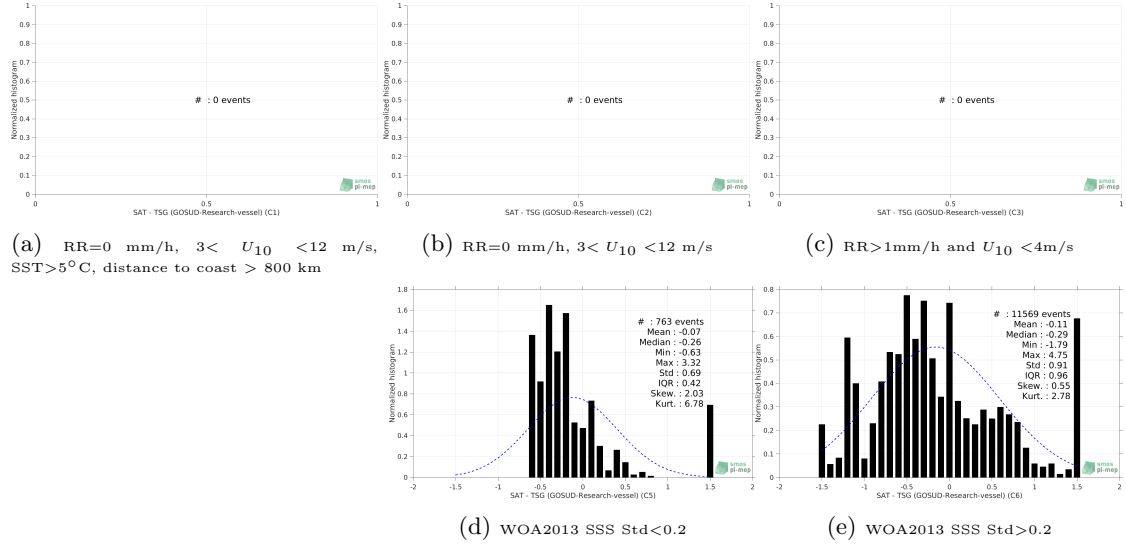 1
0.9
0.8
0.7
0.6
0.5
0.4
0.3
0.2
0.1
0
Normalized histogram
# : 0 events
smos
pi-mep
0 0.5 1
SAT - TSG (GOSUD-Research-vessel) (C1)
1
0.9
0.8
0.7
0.6
0.5
0.4
0.3
0.2
0.1
0
Normalized histogram
# : 0 events
smos
pi-mep
0 0.5 1
SAT - TSG (GOSUD-Research-vessel) (C2)
1
0.9
0.8
0.7
0.6
0.5
0.4
0.3
0.2
0.1
0
Normalized histogram
# : 0 events
smos
pi-mep
0 0.5 1
SAT - TSG (GOSUD-Research-vessel) (C3)
(a) RR=0 mm/h, 3< U10 <12 m/s,
SST>5°C, distance to coast > 800 km
(b) RR=0 mm/h, 3< U10 <12 m/s
(c) RR>1mm/h and U10 <4m/s
1.8
1.6
1.4
1.2
1
0.8
0.6
0.4
0.2
0
Normalized histogram
# : 763 events
Mean : -0.07
Median : -0.26
Min : -0.63
Max : 3.32
Std : 0.69
IQR : 0.42
Skew. : 2.03
Kurt. : 6.78
smos
pi-mep
-2 -1.5 -1 -0.5 0 0.5 1 1.5 2
SAT - TSG (GOSUD-Research-vessel) (C5)
0.8
0.7
0.6
0.5
0.4
0.3
0.2
0.1
0
Normalized histogram
# : 11569 events
Mean : -0.11
Median : -0.29
Min : -1.79
Max : 4.75
Std : 0.91
IQR : 0.96
Skew. : 0.55
Kurt. : 2.78
smos
pi-mep
-2 -1.5 -1 -0.5 0 0.5 1 1.5 2
SAT - TSG (GOSUD-Research-vessel) (C6)
(d) WOA2013 SSS Std<0.2
(e) WOA2013 SSS Std>0.2